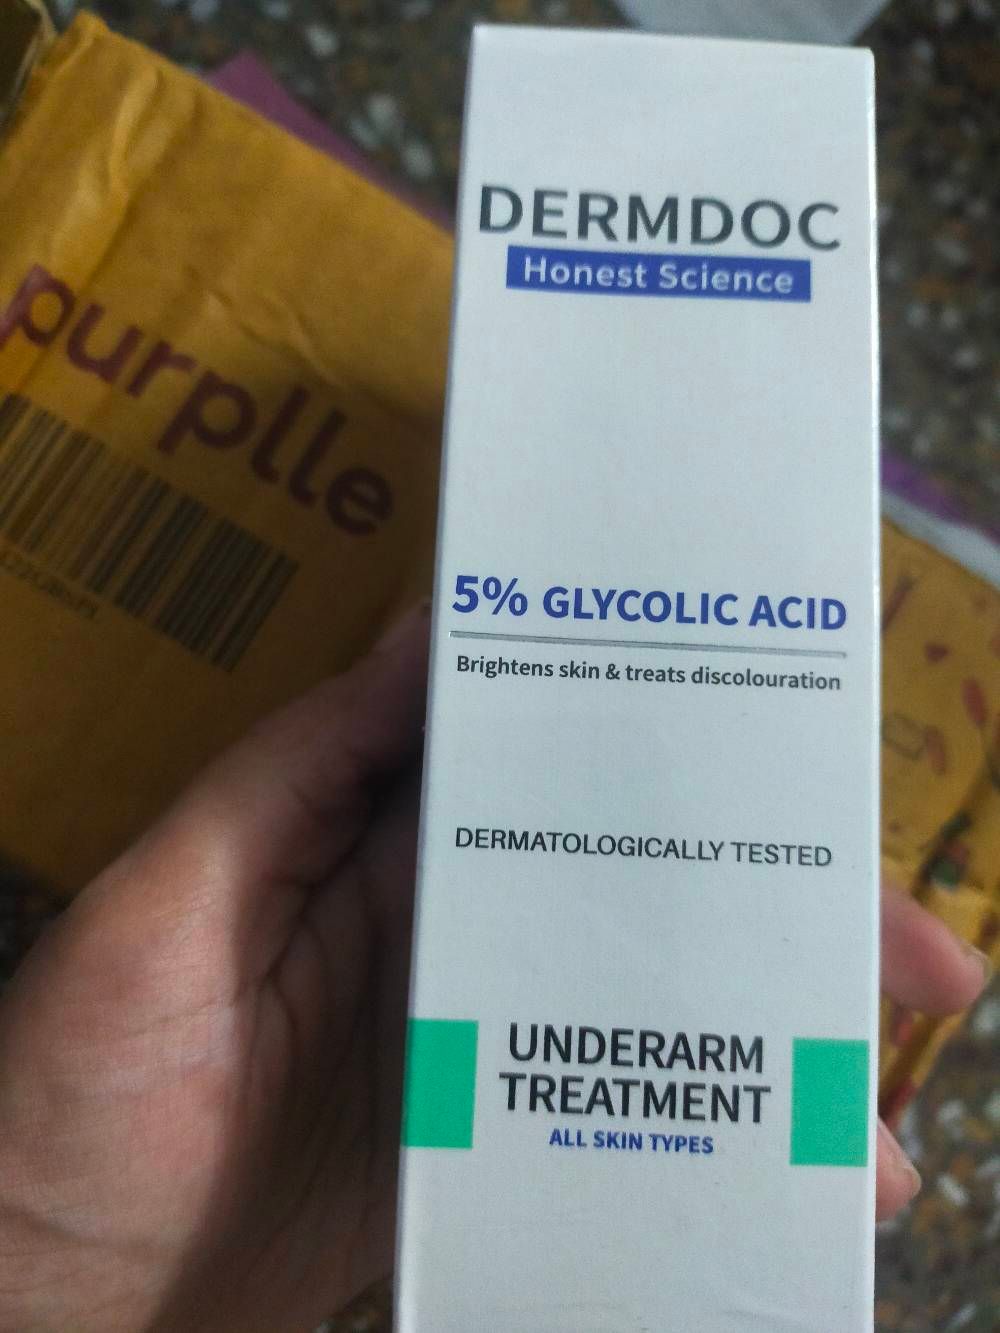 DERMDOC
Honest Science
purplle
5% GLYCOLIC ACID
Brightens skin & treats discolouration
DERMATOLOGICALLY TESTED
UNDERARM
TREATMENT
ALL SKIN TYPES